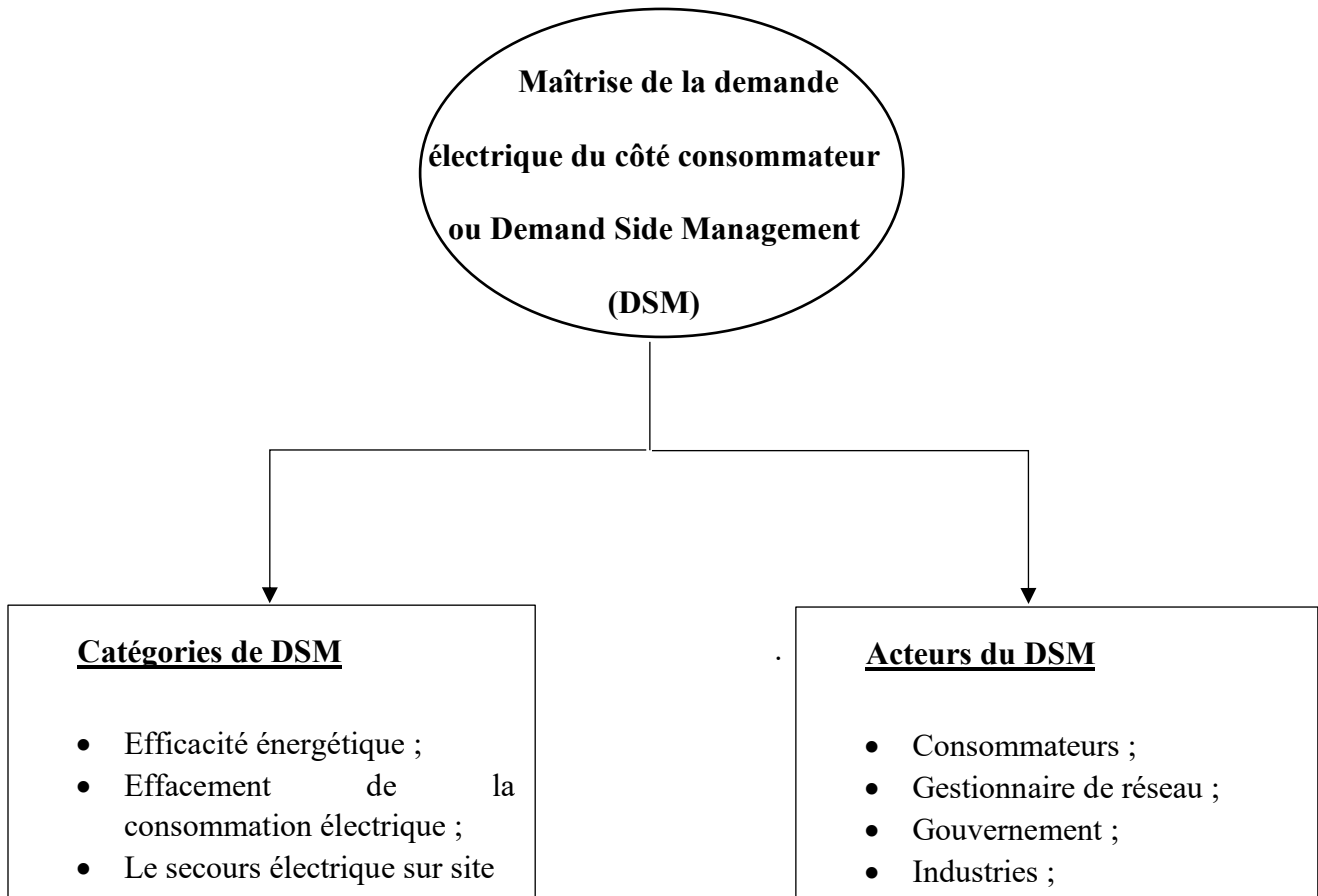 Maîtrise de la demande
électrique du côté consommateur
ou Demand Side Management
(DSM)
Catégories de DSM
• Efficacité énergétique ;
• Effacement de la
consommation électrique ;
• Le secours électrique sur site
.
Acteurs du DSM
• Consommateurs ;
• Gestionnaire de réseau ;
• Gouvernement ;
• Industries ;